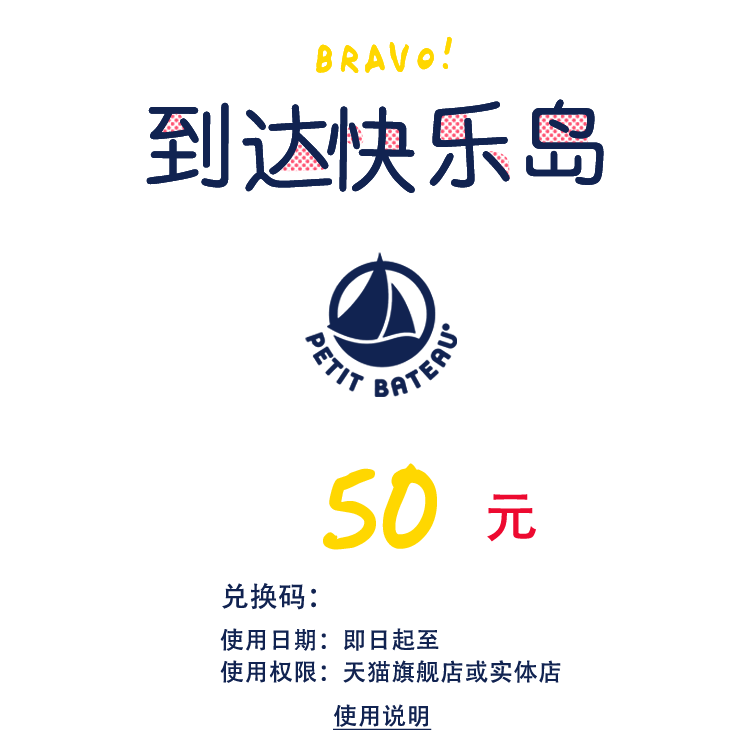 BRAVO!
到达快乐岛
PETIT BATEAU
50 元
兑换码：
使用日期：即日起至
使用权限：天猫旗舰店或实体店
使用说明